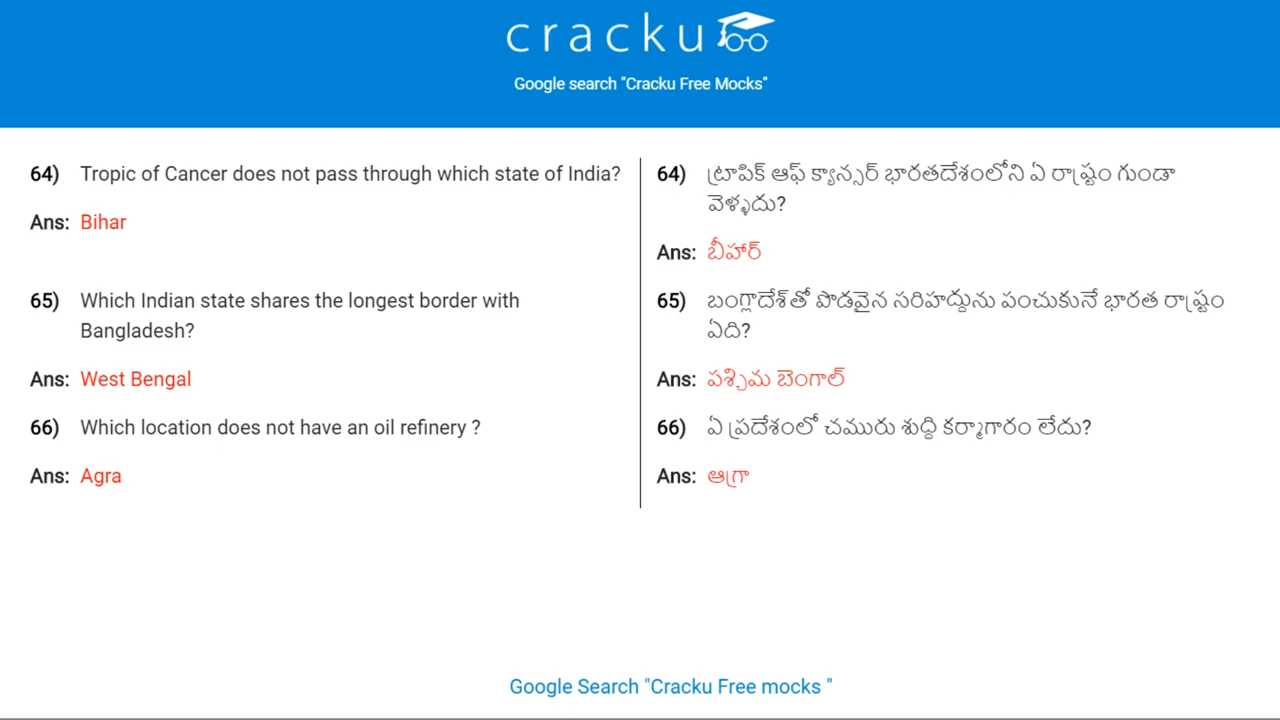 cracku
Google search "Cracku Free Mocks"
64) Tropic of Cancer does not pass through which state of India?
Ans: Bihar
65) Which Indian state shares the longest border with
Bangladesh?
Ans: West Bengal
66) Which location does not have an oil refinery ?
Ans: Agra
64) ట్రాపిక్ ఆఫ్ క్యాన్సర్ భారతదేశంలోని ఏ రాష్ట్రం గుండా
వెళ్ళదు?
Ans: బీహార్
65) బంగ్లాదేశ్‌తో పొడవైన సరిహద్దును పంచుకునే భారత రాష్ట్రం
ఏది?
Ans: పశ్చిమ బెంగాల్
66) ఏ ప్రదేశంలో చమురు శుద్ధి కర్మాగారం లేదు?
Ans: ఆగ్రా
Google Search "Cracku Free mocks "